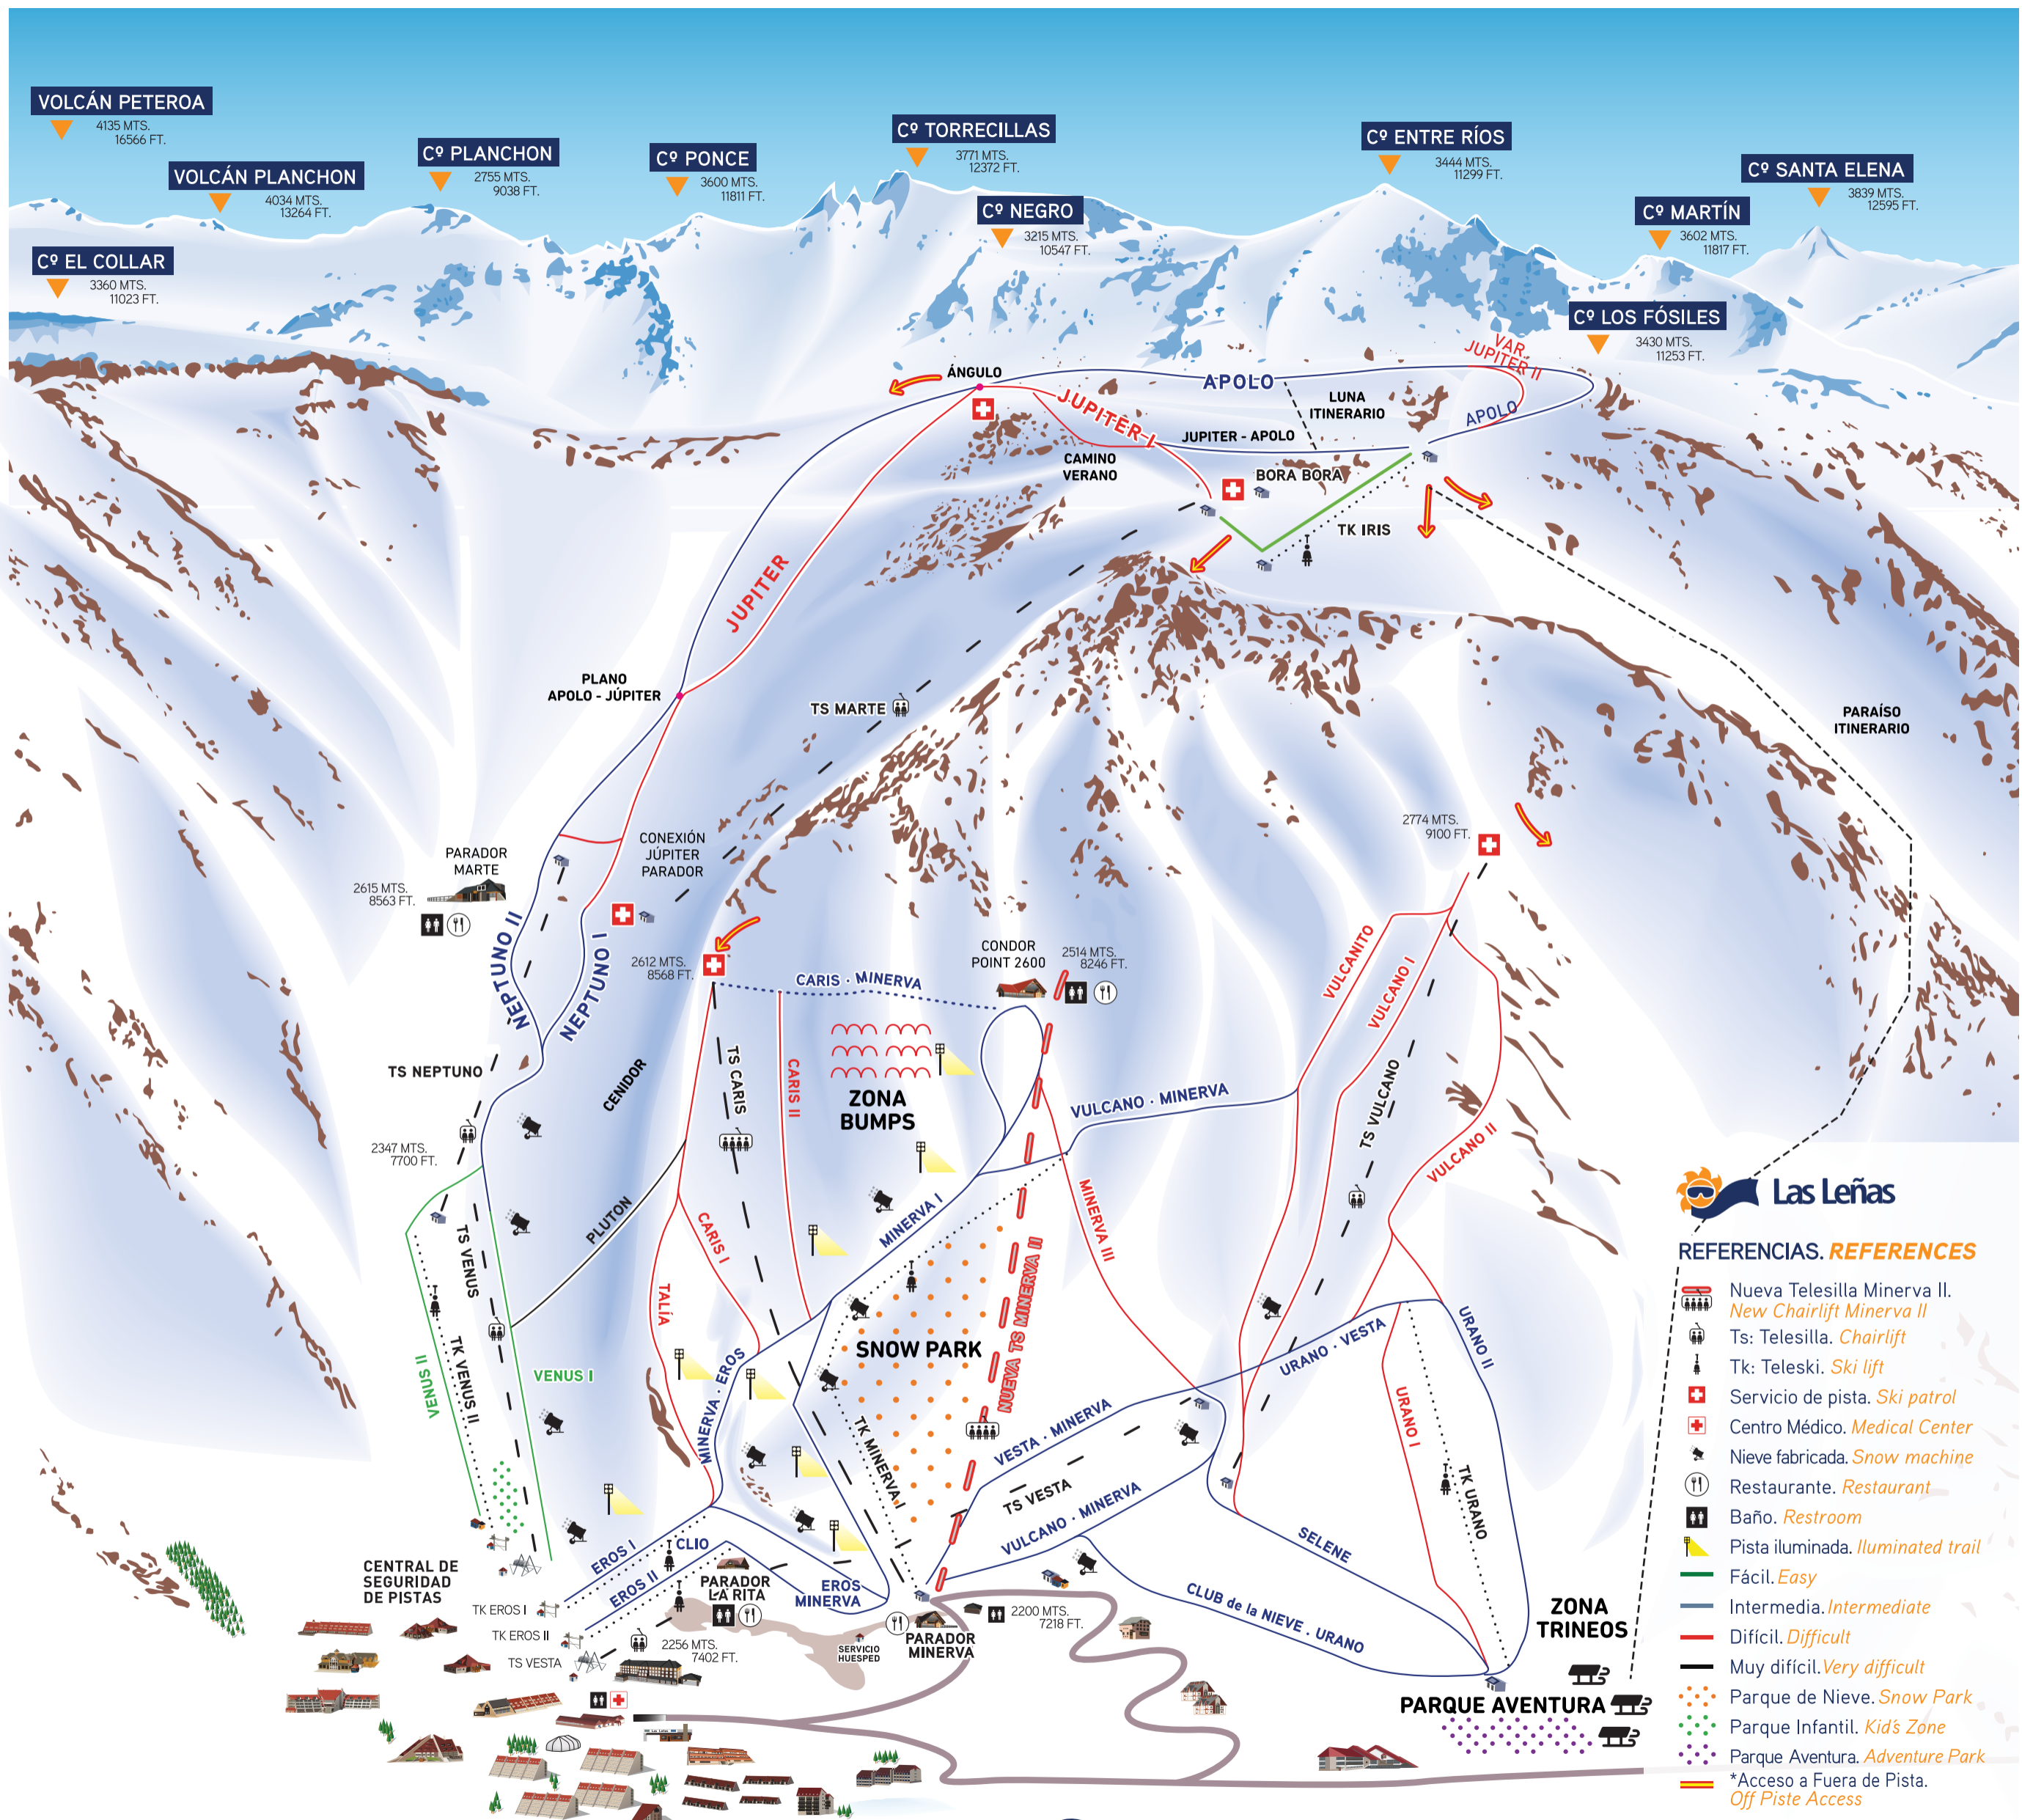 VOLCÁN PETEROA
4135 MTS.
16566 FT.
VOLCÁN PLANCHON
4034 MTS.
13264 FT.
Cº PLANCHON
2755 MTS.
9038 FT.
Cº PONCE
3600 MTS.
11811 FT.
Cº TORRECILLAS
3771 MTS.
12372 FT.
Cº NEGRO
3215 MTS.
10547 FT.
Cº ENTRE RÍOS
3444 MTS.
11299 FT.
Cº SANTA ELENA
3839 MTS.
12595 FT.
Cº MARTÍN
3602 MTS.
11817 FT.
Cº EL COLLAR
3360 MTS.
11023 FT.
Cº LOS FÓSILES
3430 MTS.
11253 FT.
VAR.
JUPITER II
ÁNGULO
APOLO
LUNA
ITINERARIO
APOLO
JUPITER I
JUPITER - APOLO
CAMINO
VERANO
BORA BORA
TK IRIS
JUPITER
PLANO
APOLO - JÚPITER
TS MARTE
PARAÍSO
ITINERARIO
2774 MTS.
9100 FT.
CONEXIÓN
JÚPITER
PARADOR
PARADOR
MARTE
2615 MTS.
8563 FT.
NEPTUNO II
NEPTUNO I
2612 MTS.
8568 FT.
CARIS - MINERVA
CONDOR
POINT 2600
2514 MTS.
8246 FT.
VULCANITO
VULCANO I
TS VULCANO
VULCANO II
TS NEPTUNO
CENIDOR
TS CARIS
CARIS II
ZONA
BUMPS
VULCANO - MINERVA
2347 MTS.
7700 FT.
PLUTON
CARIS I
TALÍA
MINERVA I
MINERVA III
NUEVA TS MINERVA II
TS VENUS
TK VENUS II
VENUS II
VENUS I
SNOW PARK
MINERVA - EROS
TK MINERVA
VESTA - MINERVA
TS VESTA
VULCANO - MINERVA
URANO - VESTA
URANO II
URANO I
TK URANO
SELENE
CLUB de la NIEVE - URANO
EROS I
CLIO
EROS II
EROS
MINERVA
PARADOR
LA RITA
CENTRAL DE
SEGURIDAD
DE PISTAS
TK EROS I
TK EROS II
TS VESTA
2256 MTS.
7402 FT.
SERVICIO
HUESPED
PARADOR
MINERVA
2200 MTS.
7218 FT.
ZONA
TRINEOS
PARQUE AVENTURA
Las Leñas
REFERENCIAS. REFERENCES
Nueva Telesilla Minerva II.
New Chairlift Minerva II
Ts: Telesilla. Chairlift
Tk: Teleski. Ski lift
Servicio de pista. Ski patrol
Centro Médico. Medical Center
Nieve fabricada. Snow machine
Restaurante. Restaurant
Baño. Restroom
Pista iluminada. Iluminated trail
Fácil. Easy
Intermedia. Intermediate
Difícil. Difficult
Muy difícil. Very difficult
Parque de Nieve. Snow Park
Parque Infantil. Kid's Zone
Parque Aventura. Adventure Park
*Acceso a Fuera de Pista.
Off Piste Access